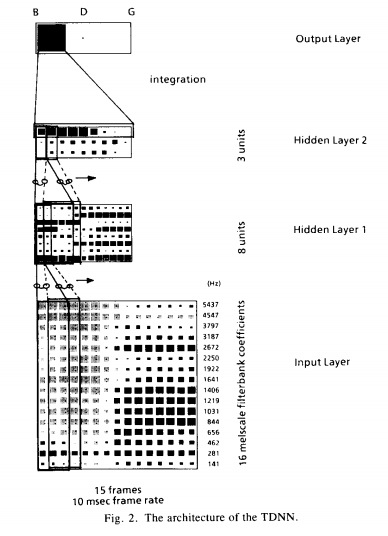 B D G
Output Layer
integration
3 units
Hidden Layer 2
8 units
Hidden Layer 1
(Hz)
5437
4547
3797
3187
2672
2250
1922
1641
1406
1219
1031
844
656
462
281
141
16 melscale filterbank coefficients
Input Layer
15 frames
10 msec frame rate
Fig. 2. The architecture of the TDNN.